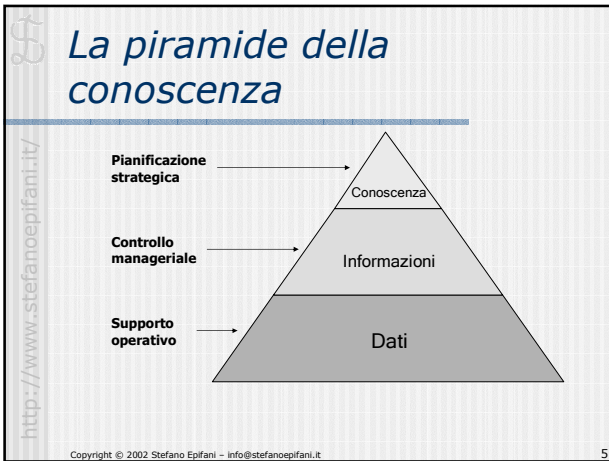 La piramide della
conoscenza
Pianificazione
strategica
Conoscenza
Controllo
manageriale
Informazioni
Supporto
operativo
Dati
http://www.stefanoepifani.it/
Copyright © 2002 Stefano Epifani – info@stefanoepifani.it
5